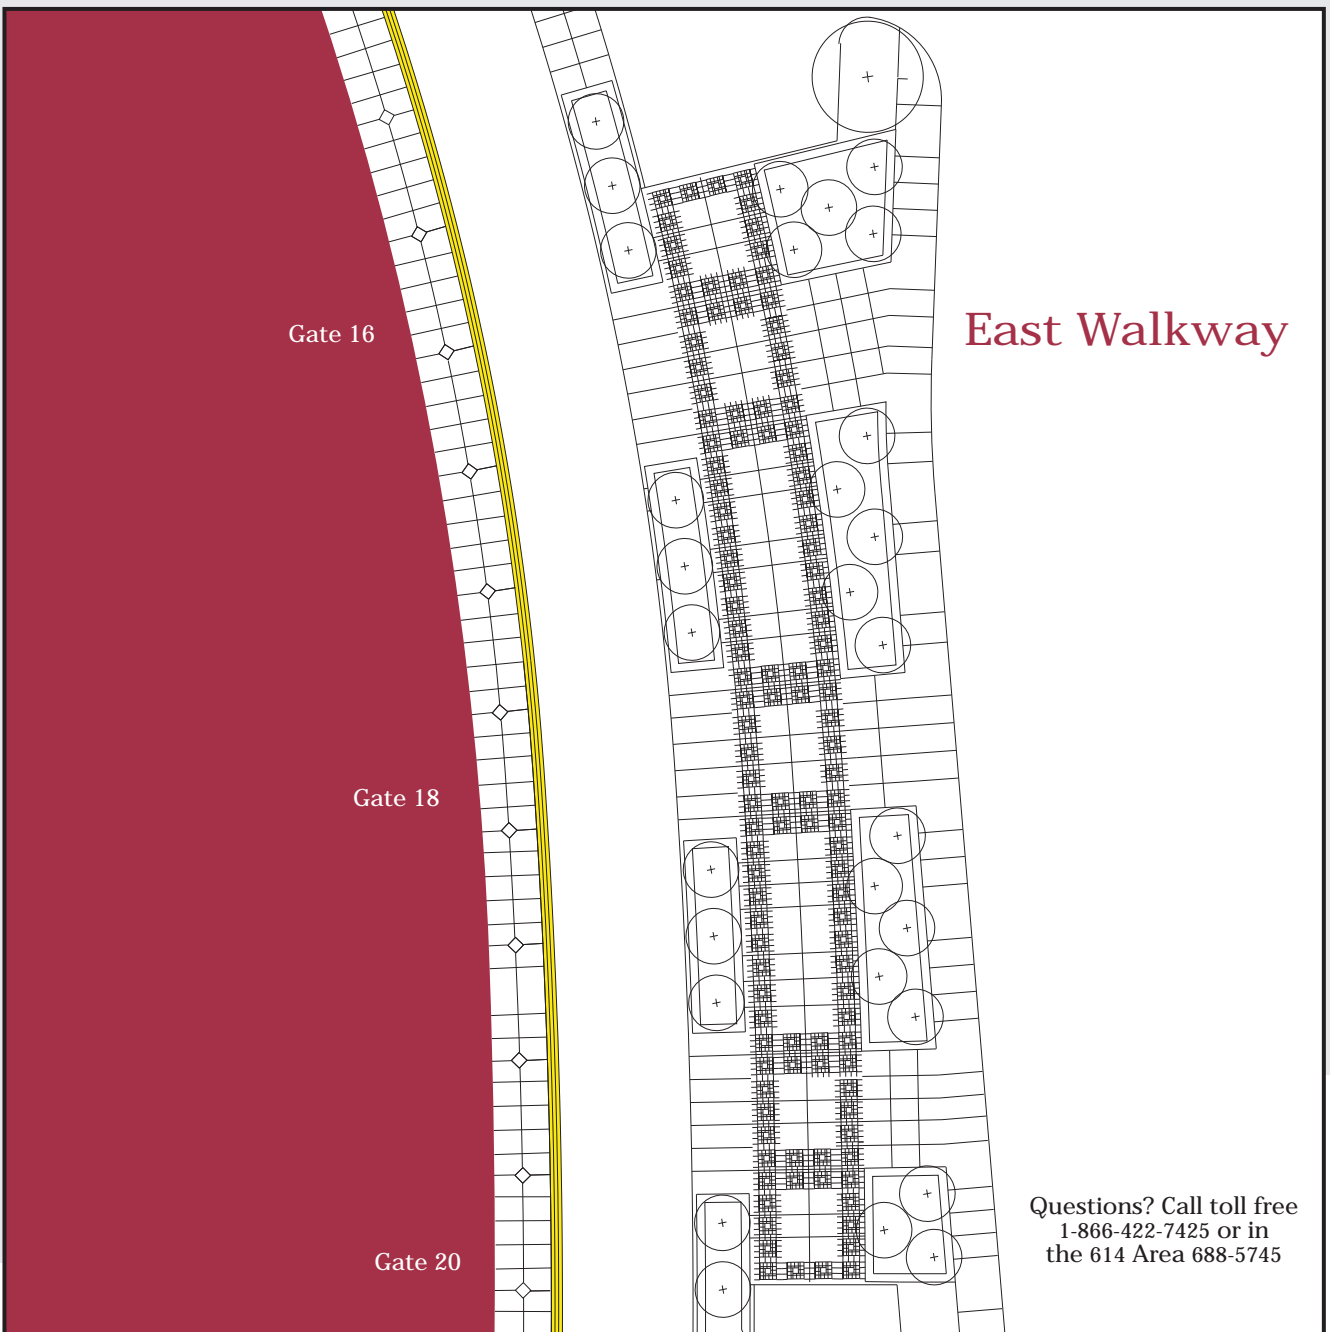 Gate 16
East Walkway
Gate 18
Questions? Call toll free
1-866-422-7425 or in
the 614 Area 688-5745
Gate 20